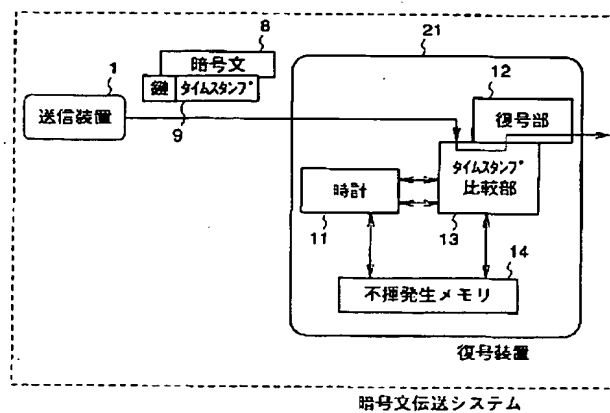 8
21
暗号文
1
鍵 タイムスタンプ
12
送信装置
9
復号部
時計
タイムスタンプ
比較部
11
13
14
不揮発生メモリ
復号装置
暗号文伝送システム